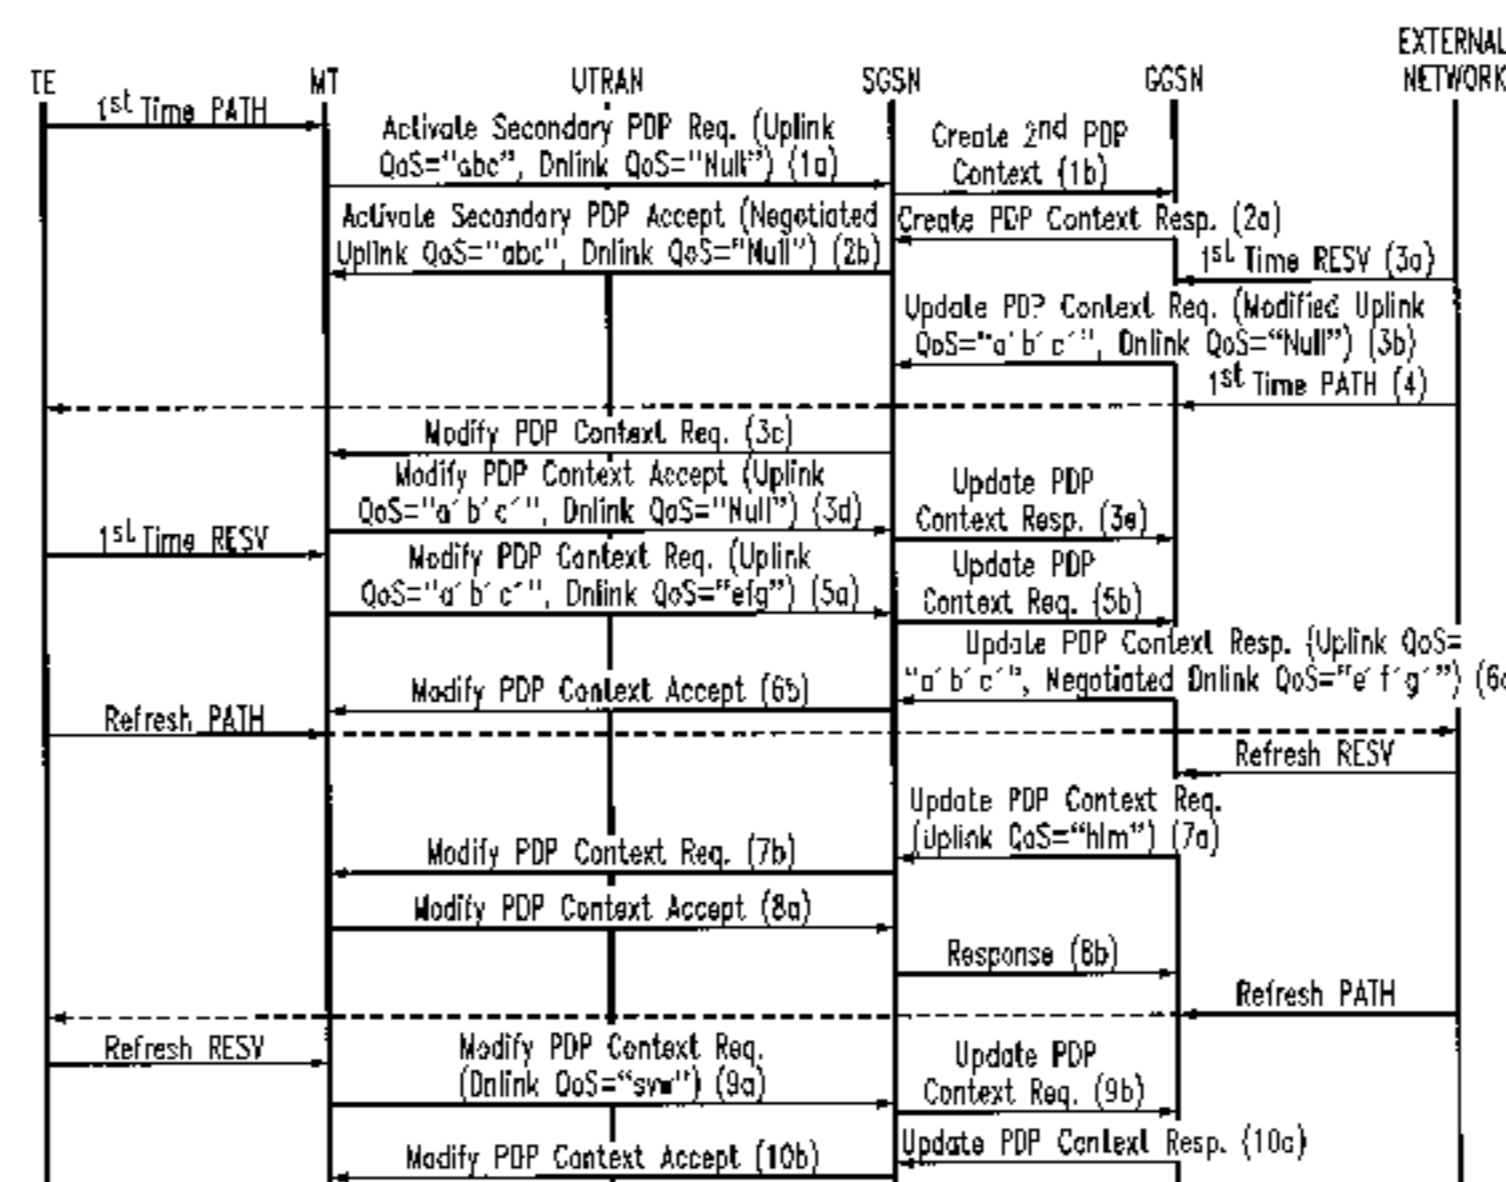 EXTERNAL
TE MT UTRAN SGSN GGSN NETWORK
1st Time PATH
Activate Secondary PDP Req. (Uplink
QoS="abc", Dnlink QoS="Null") (1a)
Create 2nd PDP
Context (1b)
Activate Secondary PDP Accept (Negotiated
Uplink QoS="abc", Dnlink QoS="Null") (2b)
Create PDP Context Resp. (2a)
1st Time RESV (3a)
Update PDP Context Req. (Modified Uplink
QoS="a'b'c'", Dnlink QoS="Null") (3b)
1st Time PATH (4)
Modify PDP Context Req. (3c)
Modify PDP Context Accept (Uplink
QoS="a'b'c'", Dnlink QoS="Null") (3d)
Update PDP
Context Resp. (3e)
1st Time RESV
Modify PDP Context Req. (Uplink
QoS="a'b'c'", Dnlink QoS="efg") (5a)
Update PDP
Context Req. (5b)
Update PDP Context Resp. (Uplink QoS=
"a'b'c'", Negotiated Dnlink QoS="e'f'g'")
Modify PDP Context Accept (6b)
Refresh PATH
Refresh RESV
Update PDP Context Req.
(Uplink QoS="hlm") (7a)
Modify PDP Context Req. (7b)
Modify PDP Context Accept (8a)
Response (8b)
Refresh PATH
Refresh RESV
Modify PDP Context Req.
(Dnlink QoS="svw") (9a)
Update PDP
Context Req. (9b)
Update PDP Context Resp. (10a)
Modify PDP Context Accept (10b)